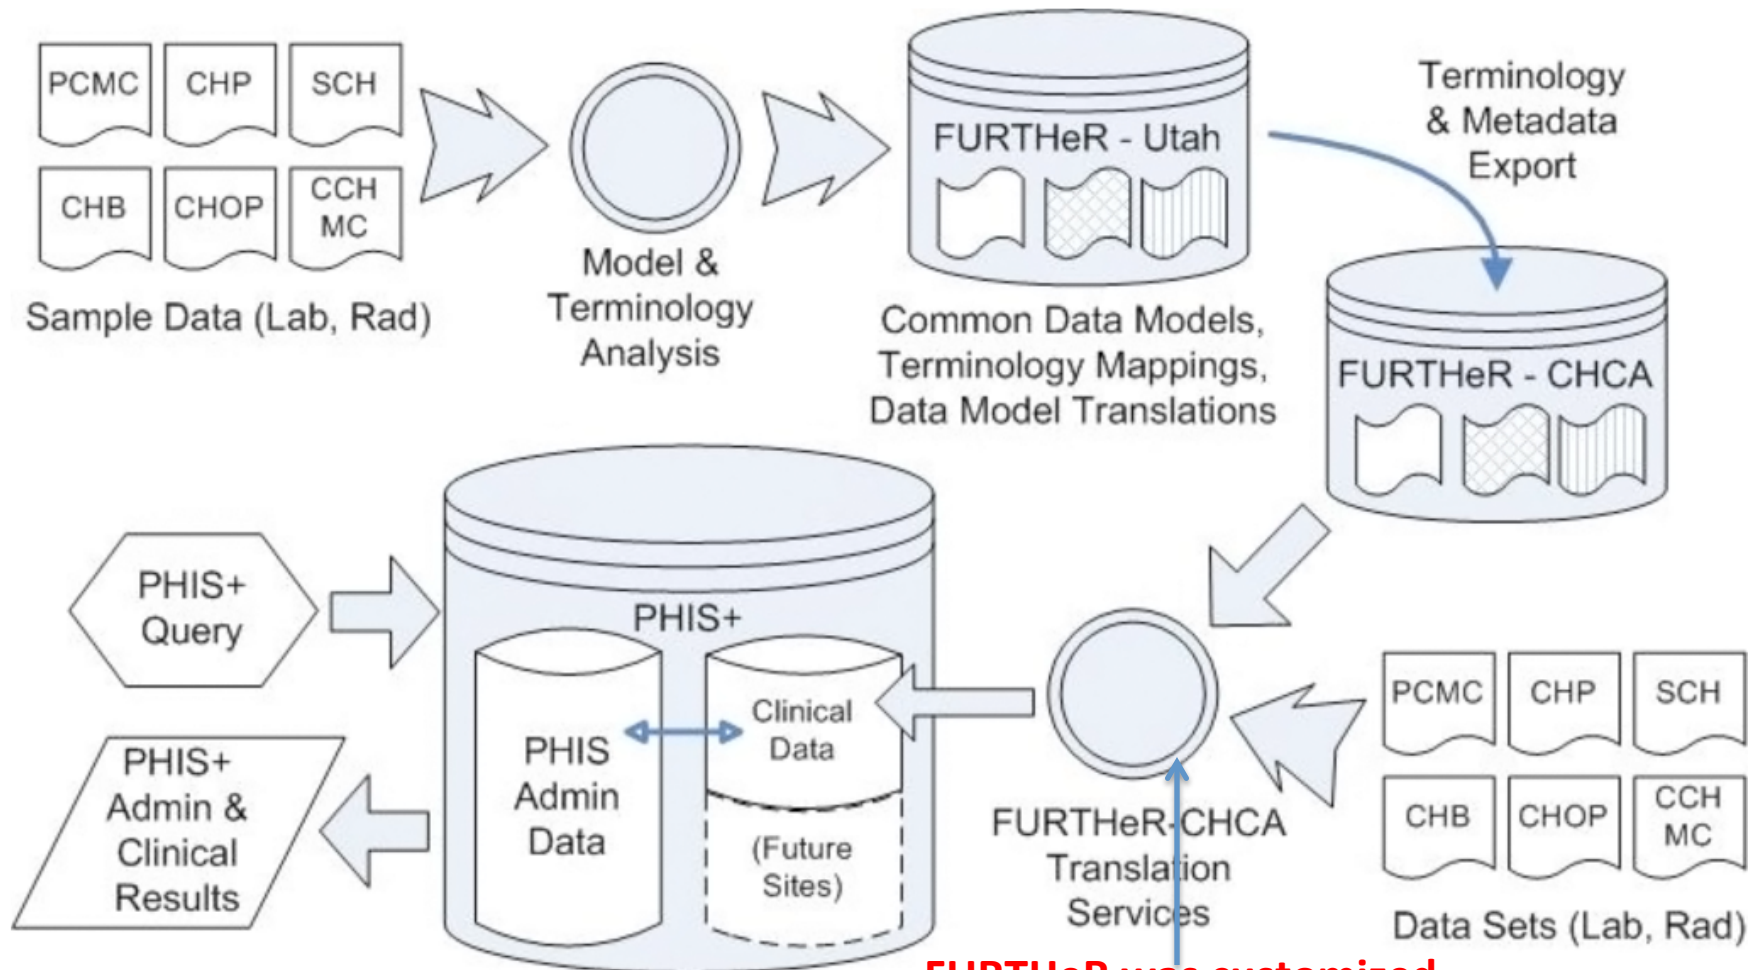 PCMC
CHP
SCH
CHB
CHOP
CCH
MC
Sample Data (Lab, Rad)
Model &
Terminology
Analysis
FURTHeR - Utah
Common Data Models,
Terminology Mappings,
Data Model Translations
Terminology
& Metadata
Export
FURTHeR - CHCA
PHIS+
Query
PHIS+
PHIS
Admin
Data
Clinical
Data
(Future
Sites)
PHIS+
Admin &
Clinical
Results
FURTHeR-CHCA
Translation
Services
PCMC
CHP
SCH
CHB
CHOP
CCH
MC
Data Sets (Lab, Rad)
FURTHeR was customized